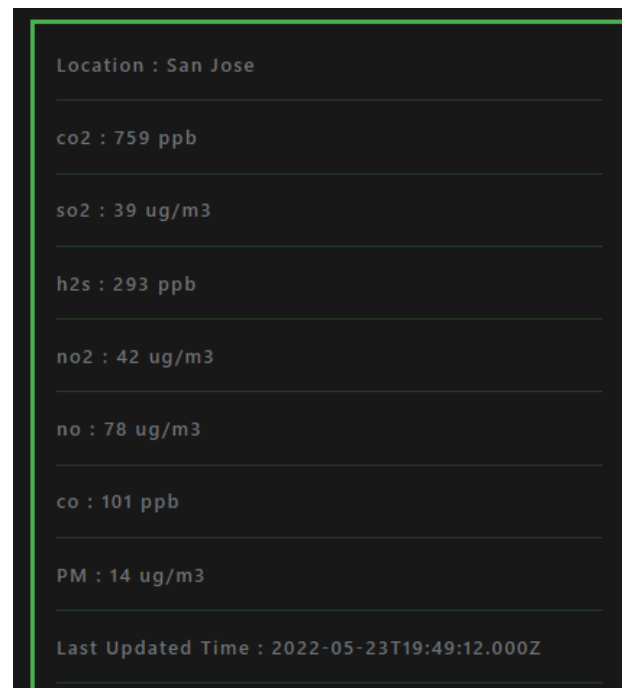 Location : San Jose
co2 : 759 ppb
so2 : 39 ug/m3
h2s : 293 ppb
no2 : 42 ug/m3
no : 78 ug/m3
co : 101 ppb
PM : 14 ug/m3
Last Updated Time : 2022-05-23T19:49:12.000Z